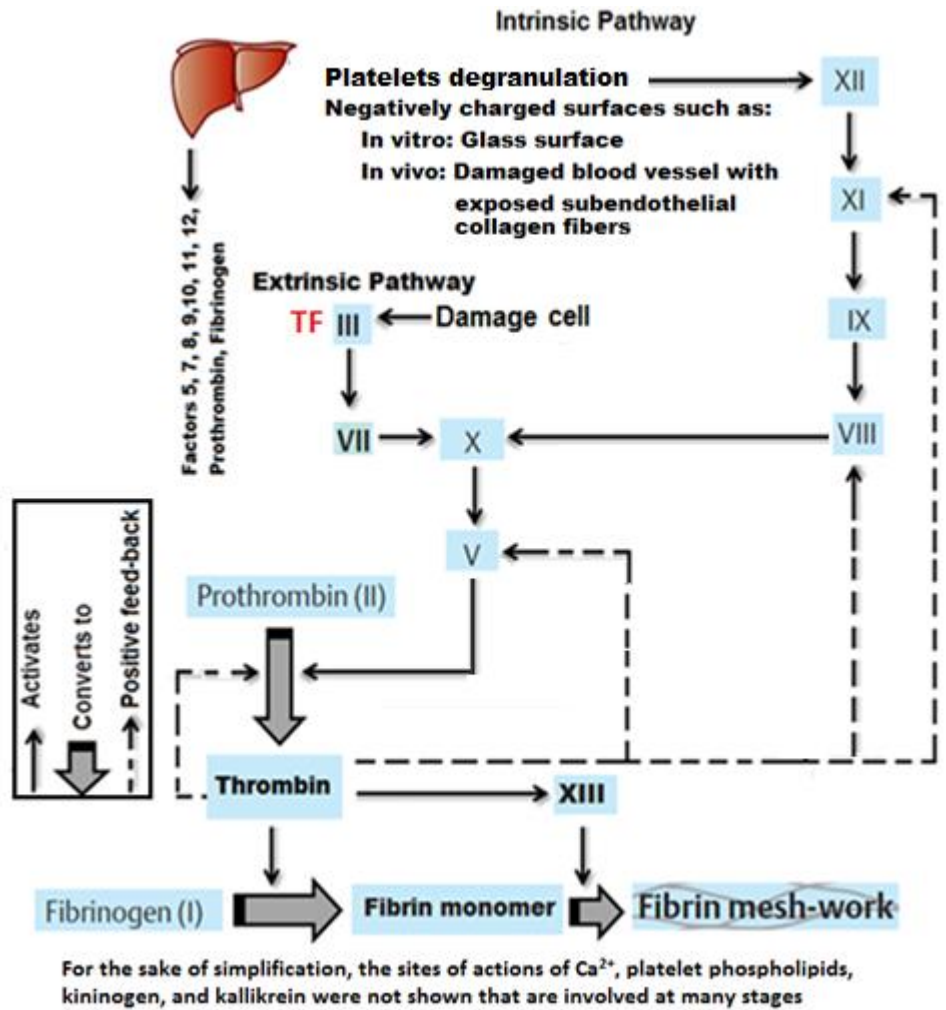 Intrinsic Pathway
Platelets degranulation
XII
Negatively charged surfaces such as:
In vitro: Glass surface
In vivo: Damaged blood vessel with
exposed subendothelial
collagen fibers
XI
Factors 5, 7, 8, 9,10, 11, 12,
Prothrombin, Fibrinogen
Extrinsic Pathway
TF III
Damage cell
IX
VII
X
VIII
V
Prothrombin (II)
Activates
Converts to
Positive feed-back
Thrombin
XIII
Fibrinogen (I)
Fibrin monomer
Fibrin mesh-work
For the sake of simplification, the sites of actions of Ca²⁺, platelet phospholipids,
kininogen, and kallikrein were not shown that are involved at many stages